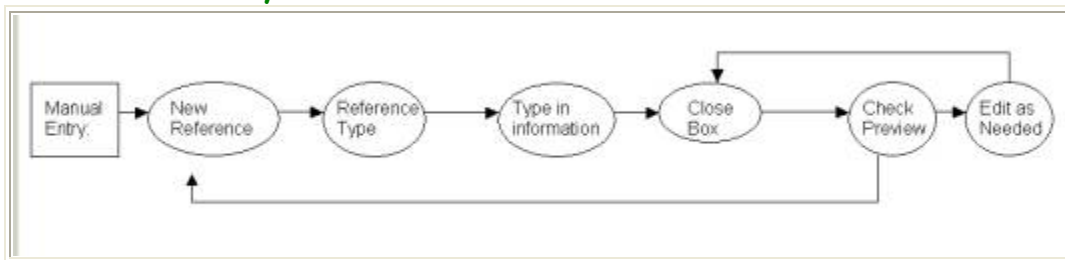 Manual
Entry:
New
Reference
Reference
Type
Type in
information
Close
Box
Check
Preview
Edit as
Needed